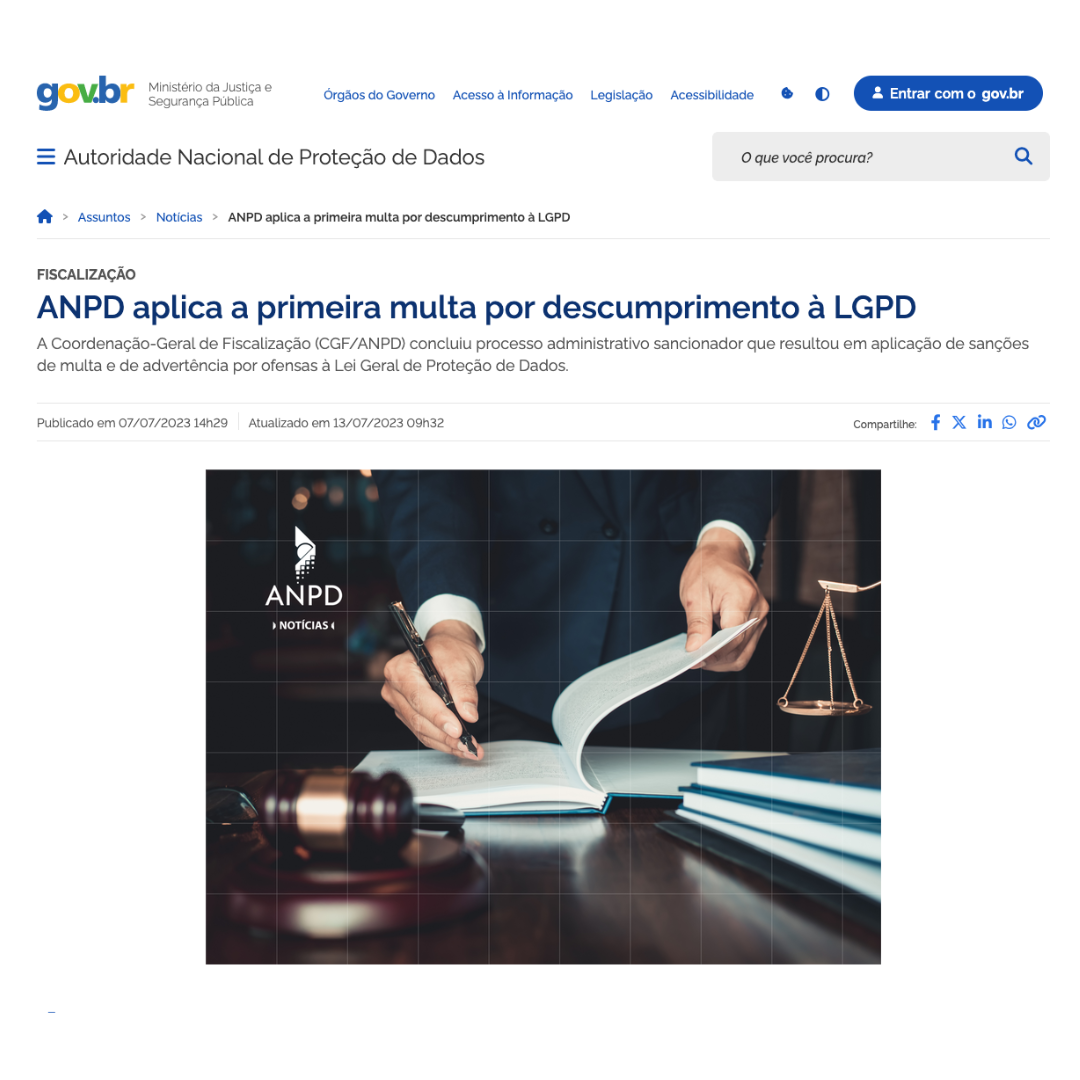 gov.br
Ministério da Justiça e
Segurança Pública
Órgãos do Governo Acesso à Informação Legislação Acessibilidade
Entrar com o gov.br
Autoridade Nacional de Proteção de Dados
O que você procura?
> Assuntos > Notícias > ANPD aplica a primeira multa por descumprimento à LGPD
FISCALIZAÇÃO
ANPD aplica a primeira multa por descumprimento à LGPD
A Coordenação-Geral de Fiscalização (CGF/ANPD) concluiu processo administrativo sancionador que resultou em aplicação de sanções
de multa e de advertência por ofensas à Lei Geral de Proteção de Dados.
Publicado em 07/07/2023 14h29 Atualizado em 13/07/2023 09h32
Compartilhe:
ANPD
NOTÍCIAS